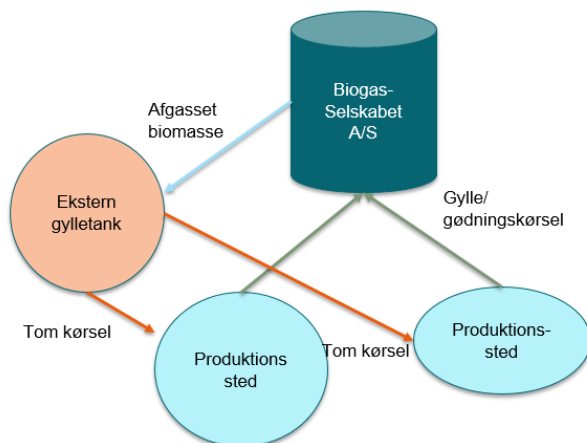 Biogas-
Selskabet
A/S
Afgasset
biomasse
Ekstern
gylletank
Gylle/
gødningskørsel
Tom kørsel
Produktions
sted
Tom kørsel
Produktions-
sted